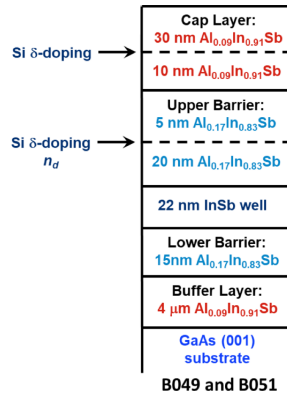 Cap Layer:
Si δ-doping
30 nm Al0.09In0.91Sb
10 nm Al0.09In0.91Sb
Upper Barrier:
5 nm Al0.17In0.83Sb
Si δ-doping
nd
20 nm Al0.17In0.83Sb
22 nm InSb well
Lower Barrier:
15nm Al0.17In0.83Sb
Buffer Layer:
4 μm Al0.09In0.91Sb
GaAs (001)
substrate
B049 and B051